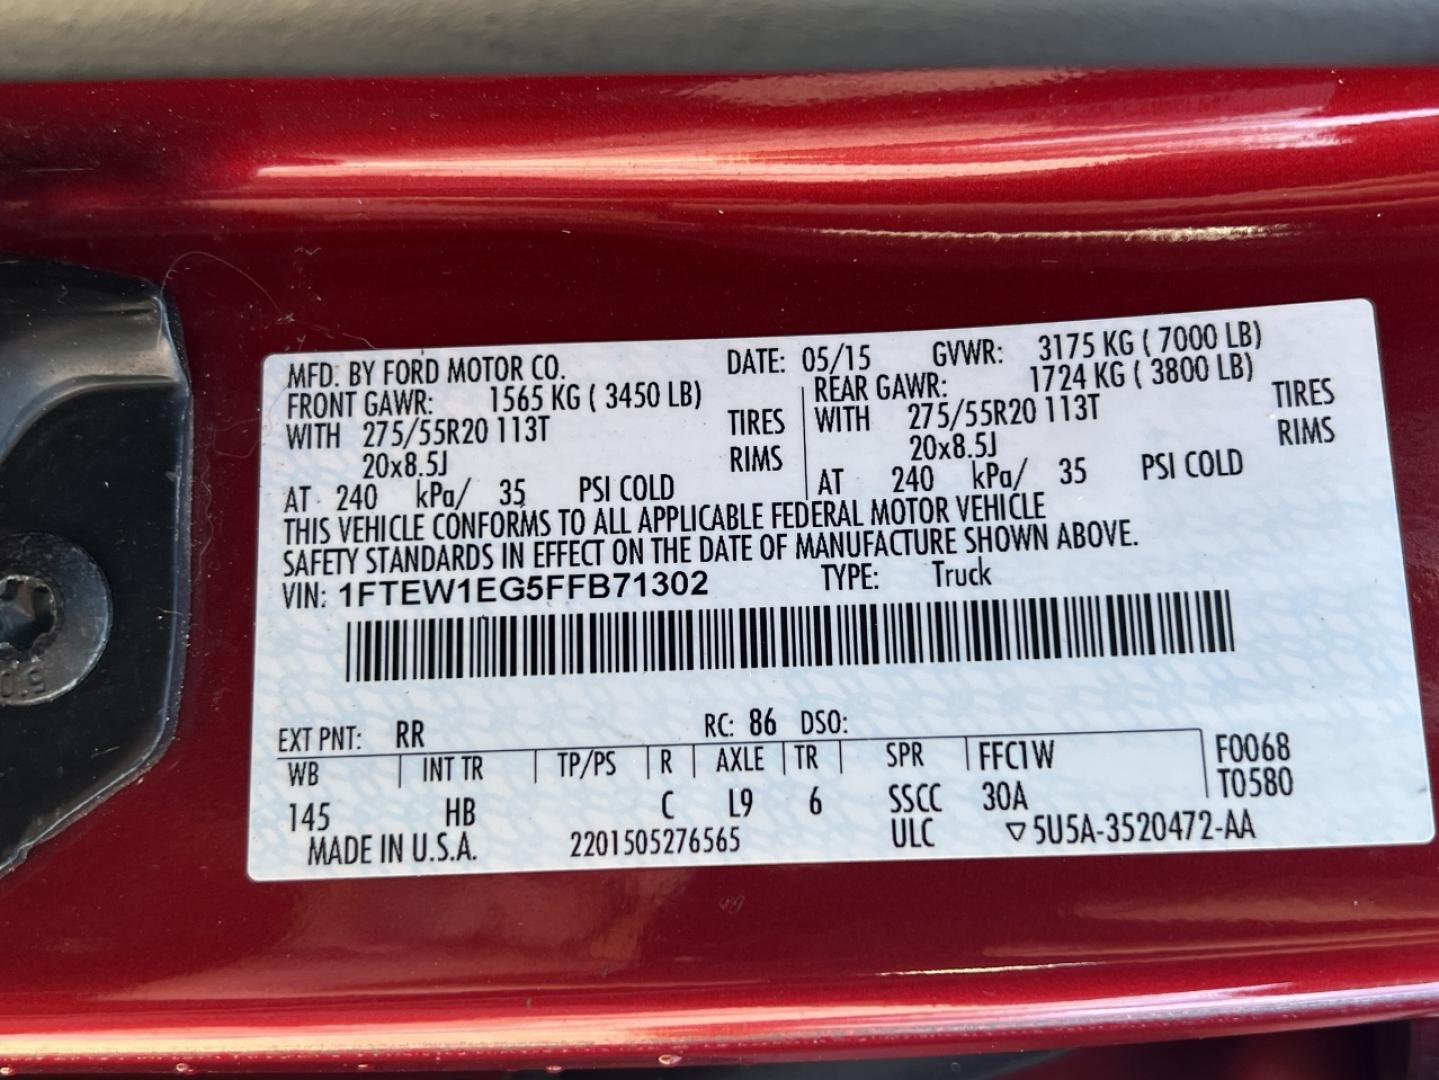 MFD. BY FORD MOTOR CO. DATE: 05/15 GVWR: 3175 KG ( 7000 LB)
FRONT GAWR: 1565 KG ( 3450 LB) REAR GAWR: 1724 KG ( 3800 LB)
WITH 275/55R20 113T TIRES WITH 275/55R20 113T TIRES
20x8.5J RIMS 20x8.5J RIMS
AT 240 kPa/ 35 PSI COLD AT 240 kPa/ 35 PSI COLD
THIS VEHICLE CONFORMS TO ALL APPLICABLE FEDERAL MOTOR VEHICLE
SAFETY STANDARDS IN EFFECT ON THE DATE OF MANUFACTURE SHOWN ABOVE.
VIN: 1FTEW1EG5FFB71302 TYPE: Truck
EXT PNT: RR RC: 86 DSO:
WB INT TR TP/PS R AXLE TR SPR FFC1W F0068
145 HB C L9 6 SSCC 30A T0580
MADE IN U.S.A. 2201505276565 ULC ▽5U5A-3520472-AA